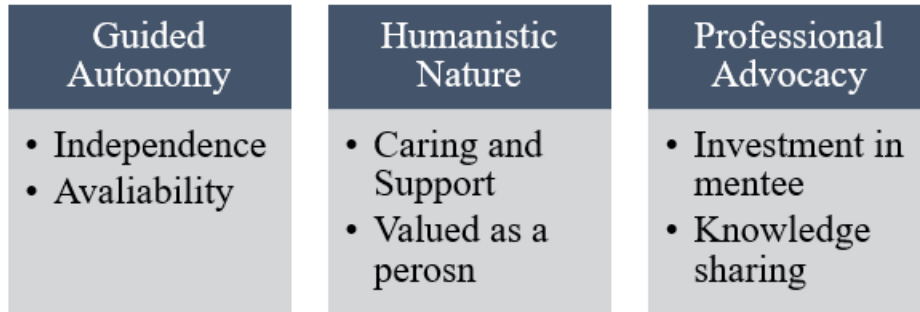 Guided
Autonomy
• Independence
• Avaliability
Humanistic
Nature
• Caring and
Support
• Valued as a
perosn
Professional
Advocacy
• Investment in
mentee
• Knowledge
sharing